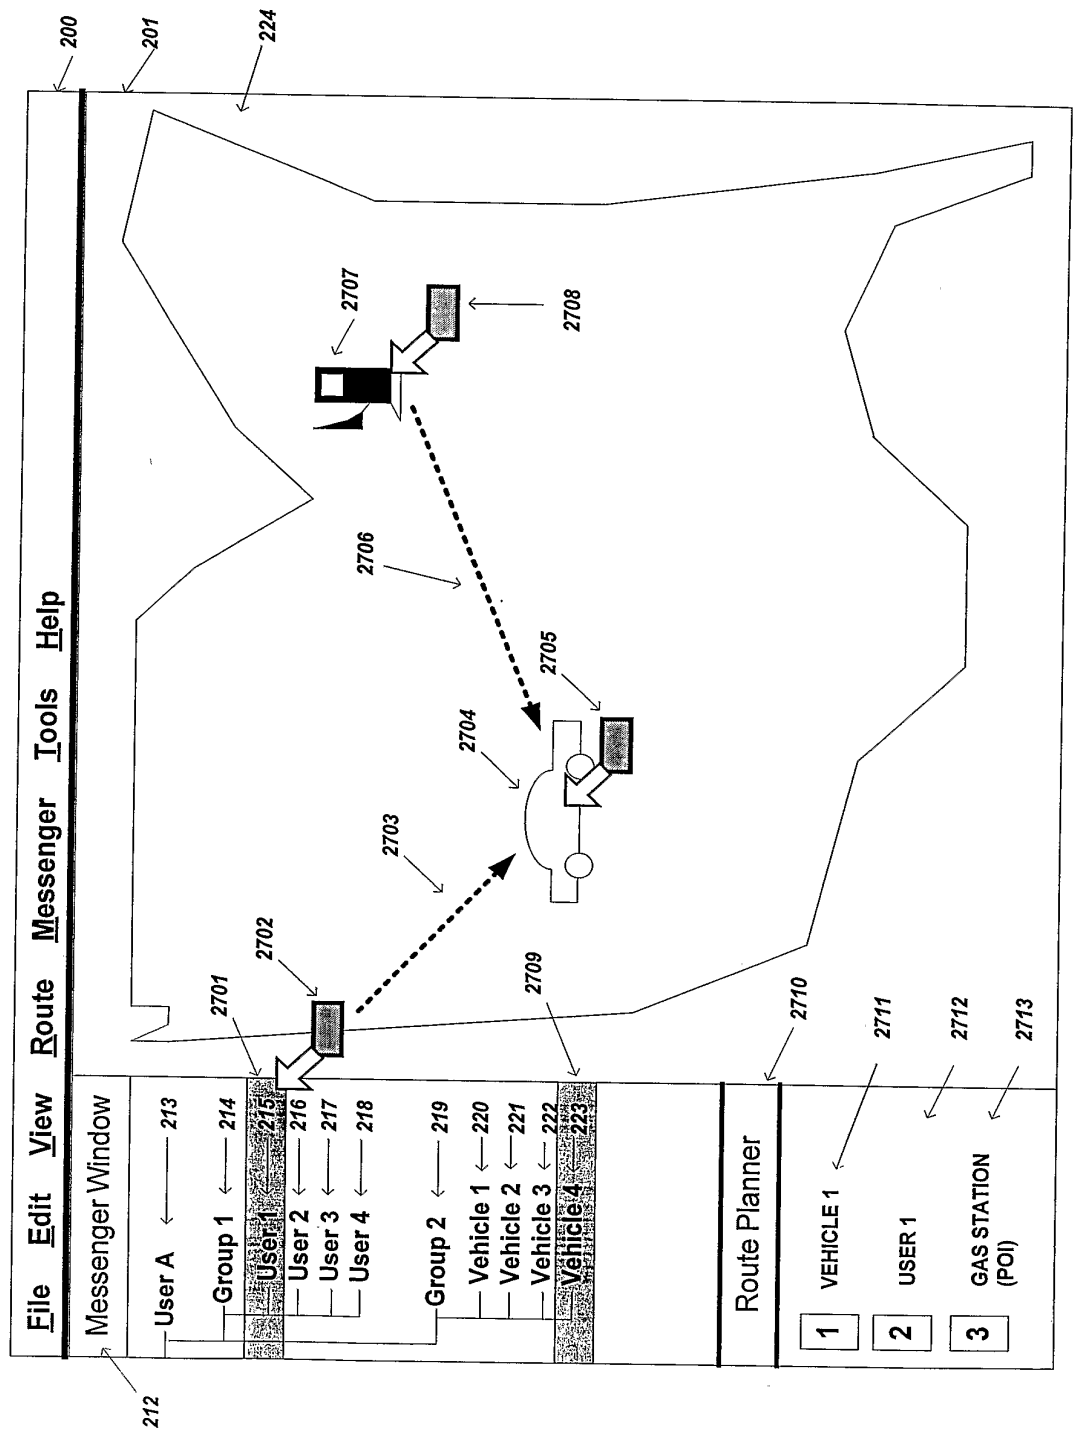 200
201
224
File Edit View Route Messenger Tools Help
212
Messenger Window
User A 213
Group 1 214
User 1 215
User 2 216
User 3 217
User 4 218
Group 2 219
Vehicle 1 220
Vehicle 2 221
Vehicle 3 222
Vehicle 4 223
2701
2702
2703
2704
2705
2706
2707
2708
2709
Route Planner
2710
1 VEHICLE 1 2711
2 USER 1 2712
3 GAS STATION 2713
(POI)